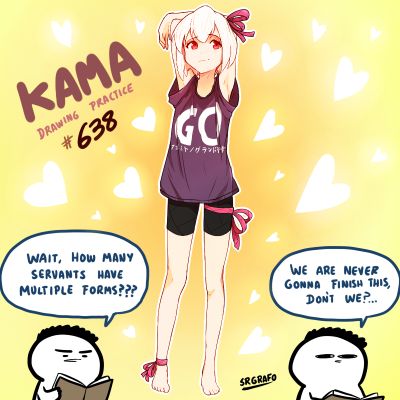 KAMA
DRAWING PRACTICE
#638
GO
WAIT, HOW MANY
SERVANTS HAVE
MULTIPLE FORMS???
WE ARE NEVER
GONNA FINISH THIS,
DON'T WE?...
SRGRAFO